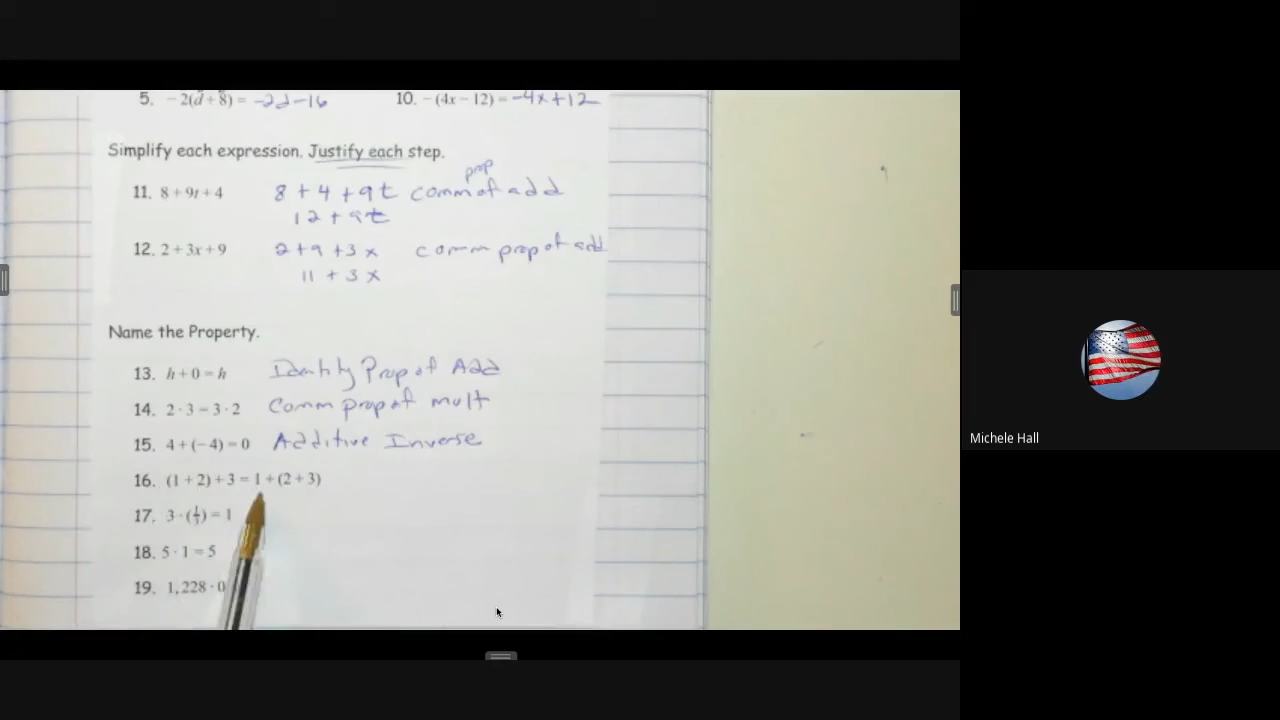 5. −2(d + 8) = -2d-16 10. −(4x − 12) = -4x+12
Simplify each expression. Justify each step.
prop
11. 8 + 9t + 4 8 + 4 + 9t comm of add
12 + 9t
12. 2 + 3x + 9 2 + 9 + 3x comm prop of add
11 + 3x
Name the Property.
13. h + 0 = h Identity Prop of Add
14. 2 · 3 = 3 · 2 Comm prop of mult
15. 4 + (− 4) = 0 Additive Inverse
16. (1 + 2) + 3 = 1 + (2 + 3)
17. 3 · (1/3) = 1
18. 5 · 1 = 5
19. 1,228 · 0
Michele Hall